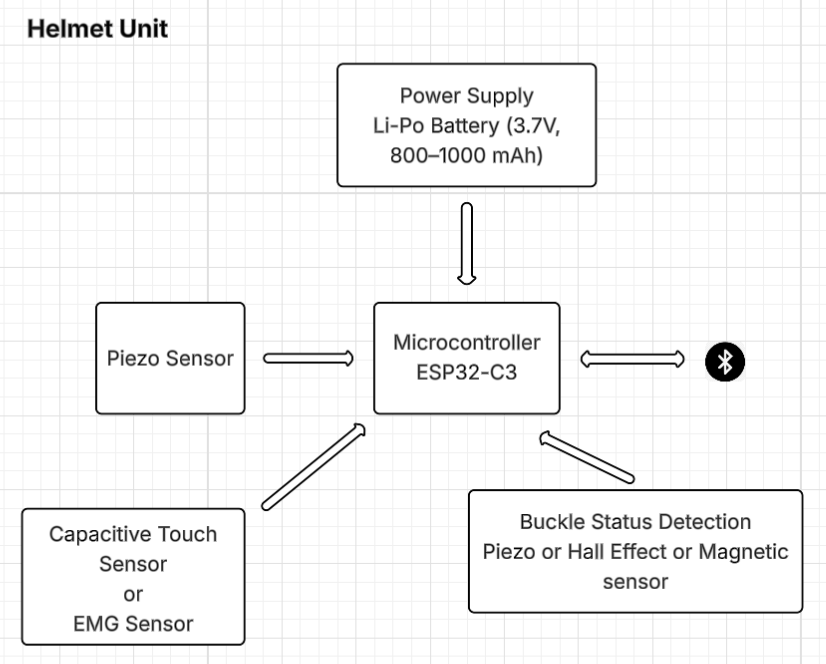 Helmet Unit
Power Supply
Li-Po Battery (3.7V,
800–1000 mAh)
Piezo Sensor
Microcontroller
ESP32-C3
Capacitive Touch
Sensor
or
EMG Sensor
Buckle Status Detection
Piezo or Hall Effect or Magnetic
sensor